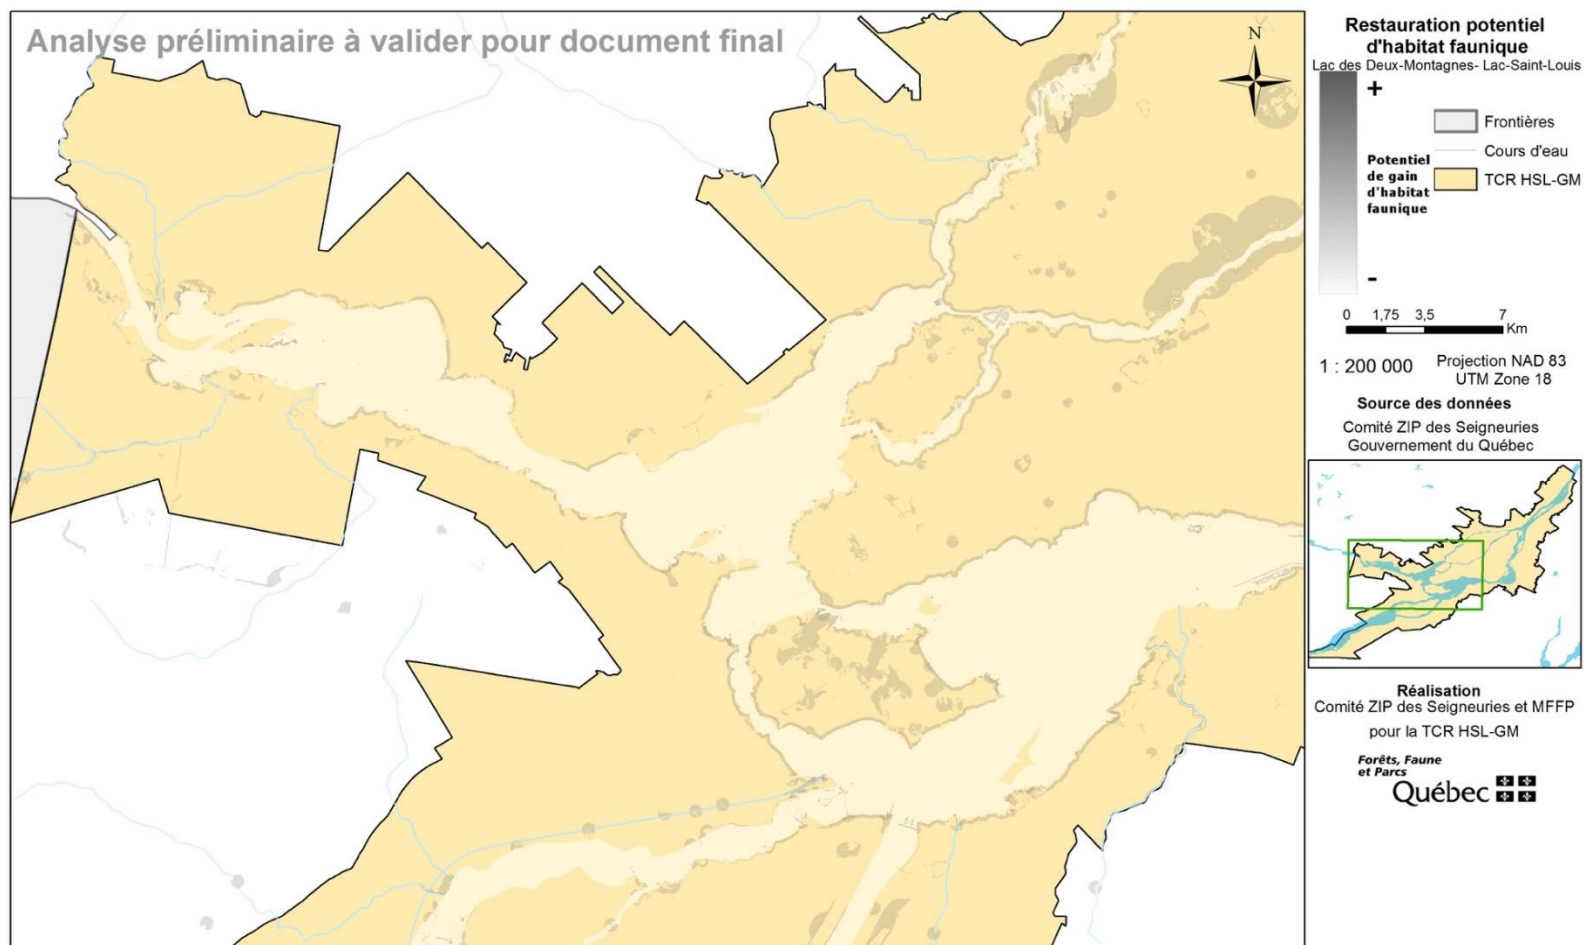 Analyse préliminaire à valider pour document final
N
Restauration potentiel
d'habitat faunique
Lac des Deux-Montagnes- Lac-Saint-Louis
+
Frontières
Cours d'eau
Potentiel
de gain
d'habitat
faunique
TCR HSL-GM
-
0 1,75 3,5 7
Km
1 : 200 000
Projection NAD 83
UTM Zone 18
Source des données
Comité ZIP des Seigneuries
Gouvernement du Québec
Réalisation
Comité ZIP des Seigneuries et MFFP
pour la TCR HSL-GM
Forêts, Faune
et Parcs
Québec